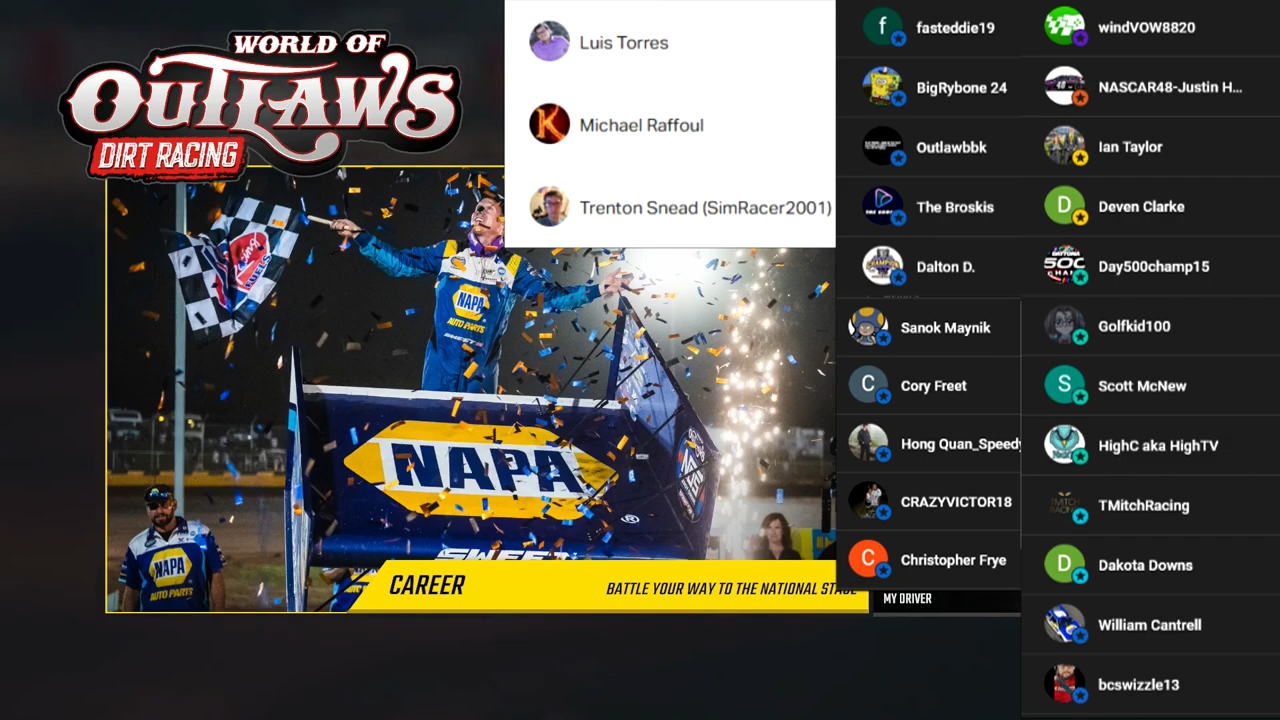 WORLD OF
OUTLAWS
DIRT RACING
NAPA
AUTO PARTS
NAPA
®
NAPA
AUTO PARTS
CAREER
BATTLE YOUR WAY TO THE NATIONAL STAGE
MY DRIVER
Luis Torres
Michael Raffoul
Trenton Snead (SimRacer2001)
fasteddie19
BigRybone 24
Outlawbbk
The Broskis
Dalton D.
Sanok Maynik
Cory Freet
Hong Quan_Speedy
CRAZYVICTOR18
Christopher Frye
windVOW8820
NASCAR48-Justin H...
Ian Taylor
Deven Clarke
Day500champ15
Golfkid100
Scott McNew
HighC aka HighTV
TMitchRacing
Dakota Downs
William Cantrell
bcswizzle13